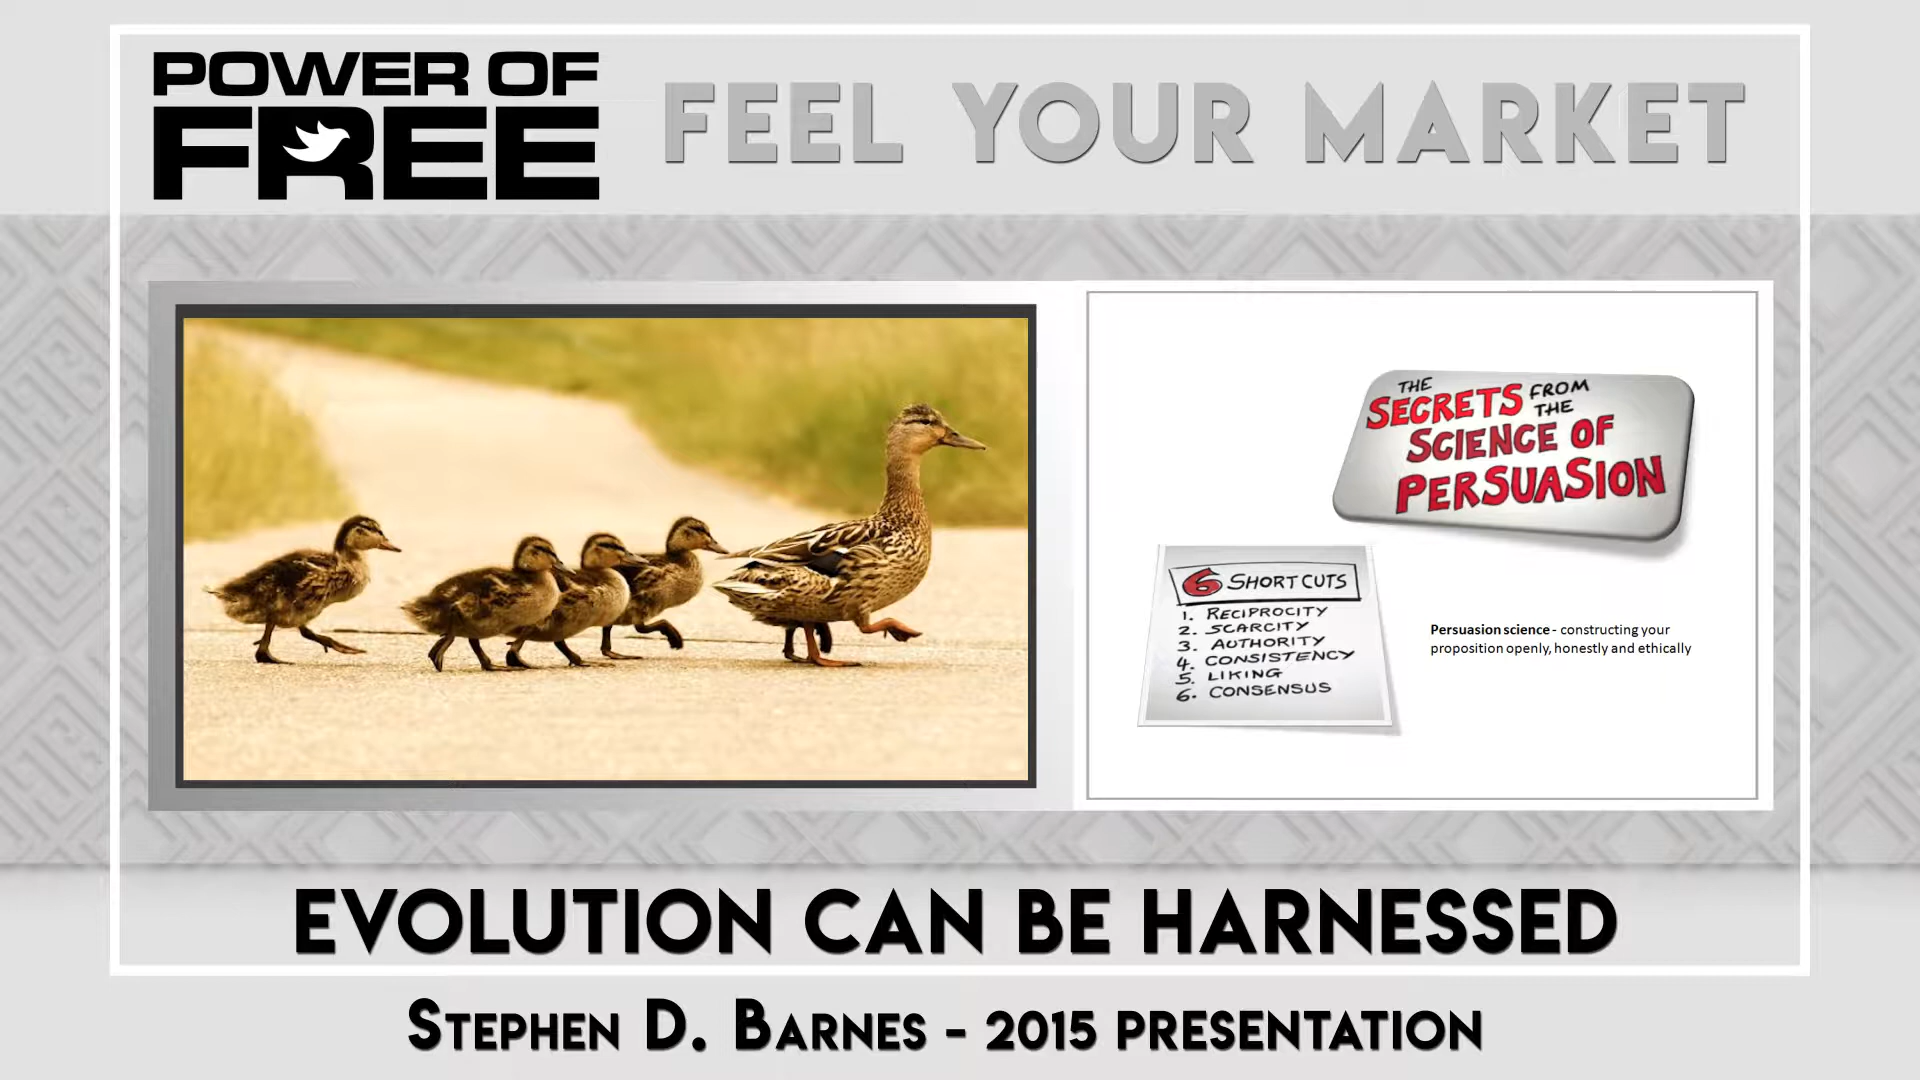 POWER OF
FREE
FEEL YOUR MARKET
THE
SECRETS FROM
THE
SCIENCE OF
PERSUASION
6 SHORTCUTS
1. RECIPROCITY
2. SCARCITY
3. AUTHORITY
4. CONSISTENCY
5. LIKING
6. CONSENSUS
Persuasion science - constructing your
proposition openly, honestly and ethically
EVOLUTION CAN BE HARNESSED
STEPHEN D. BARNES - 2015 PRESENTATION